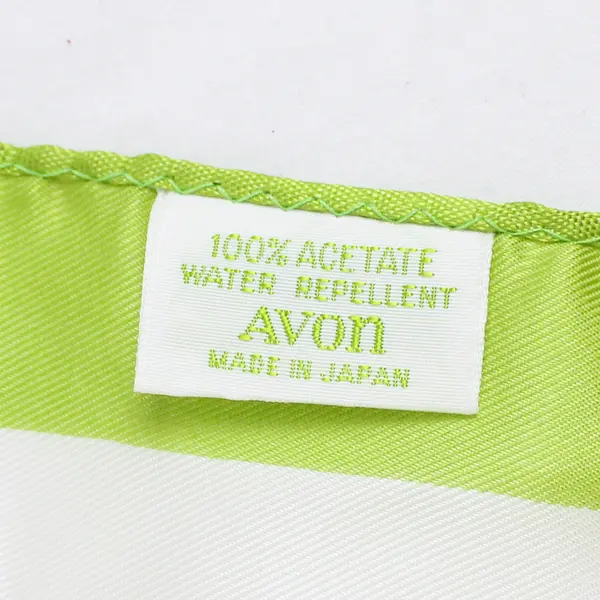 100% ACETATE
WATER REPELLENT
AVon
MADE IN JAPAN